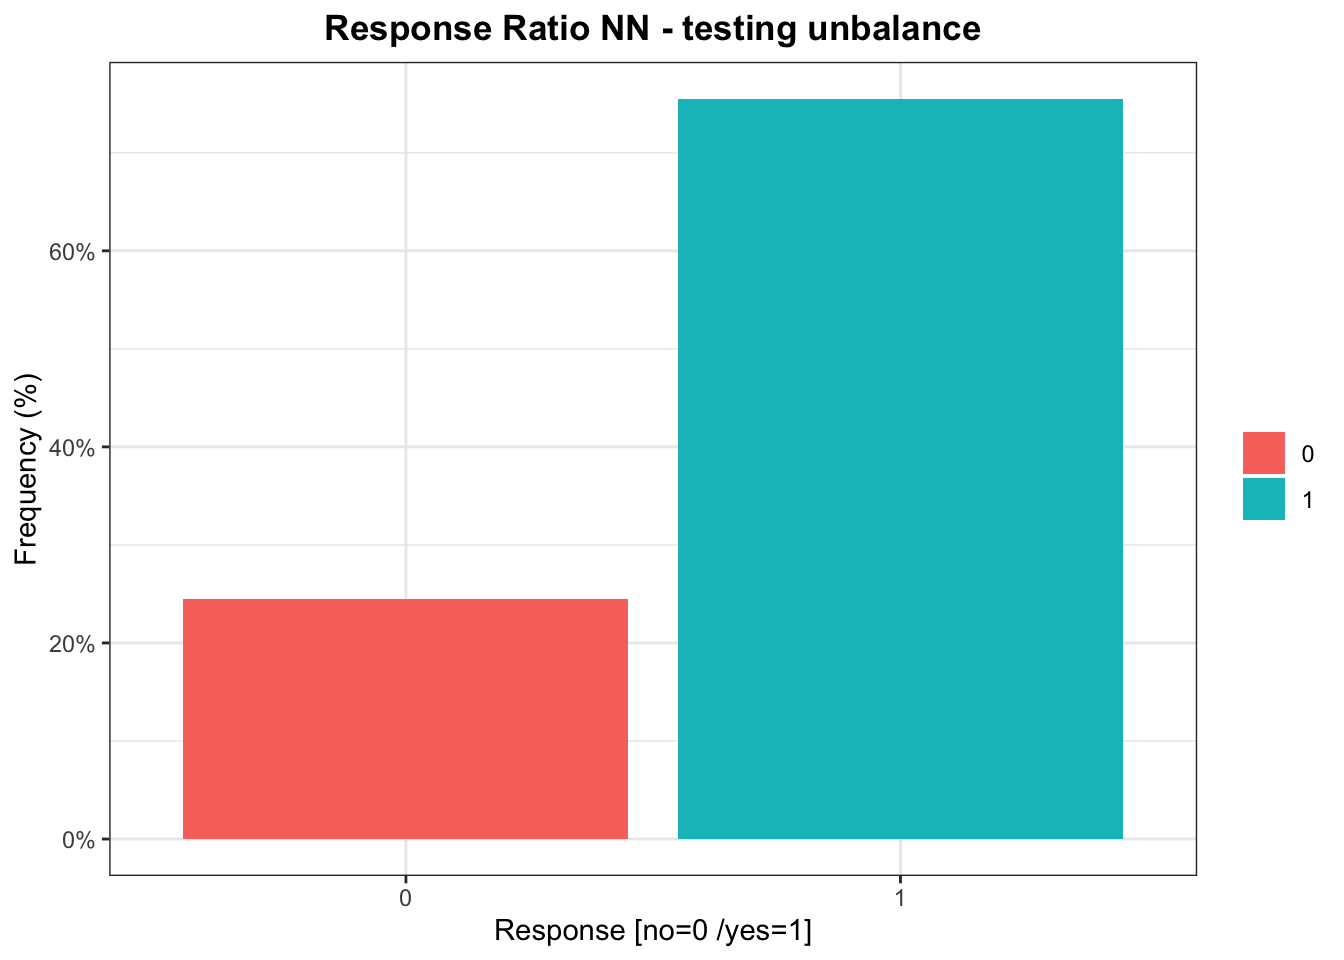 Response Ratio NN - testing unbalance
Frequency (%)
60%
40%
20%
0%
0
1
Response [no=0 /yes=1]
0
1